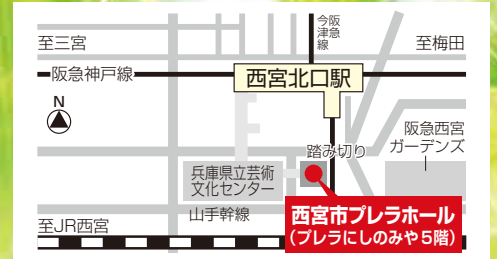 至三宮
今津線
阪急
至梅田
阪急神戸線
西宮北口駅
N
阪急西宮
ガーデンズ
踏み切り
兵庫県立芸術
文化センター
山手幹線
西宮市プレラホール
(プレラにしのみや5階)
至JR西宮